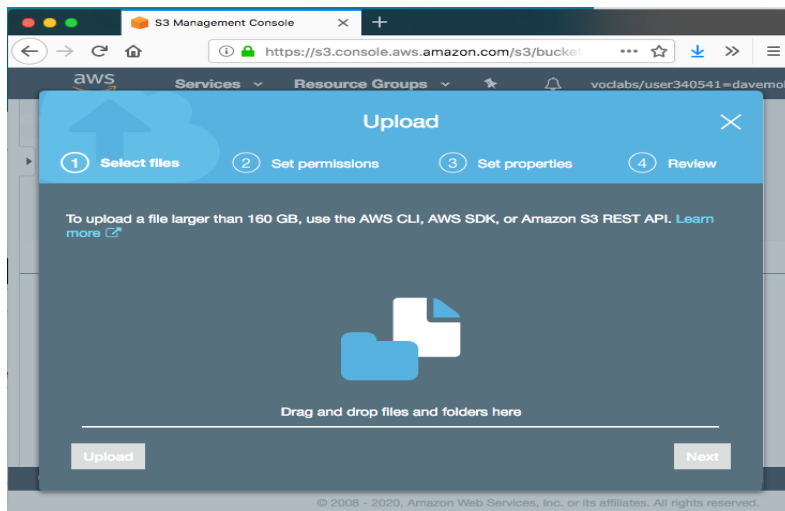 S3 Management Console
https://s3.console.aws.amazon.com/s3/bucket
aws Services Resource Groups voclabs/user340541=davemol
Upload
1 Select files 2 Set permissions 3 Set properties 4 Review
To upload a file larger than 160 GB, use the AWS CLI, AWS SDK, or Amazon S3 REST API. Learn
more
Drag and drop files and folders here
Upload Next
© 2008 - 2020, Amazon Web Services, Inc. or its affiliates. All rights reserved.